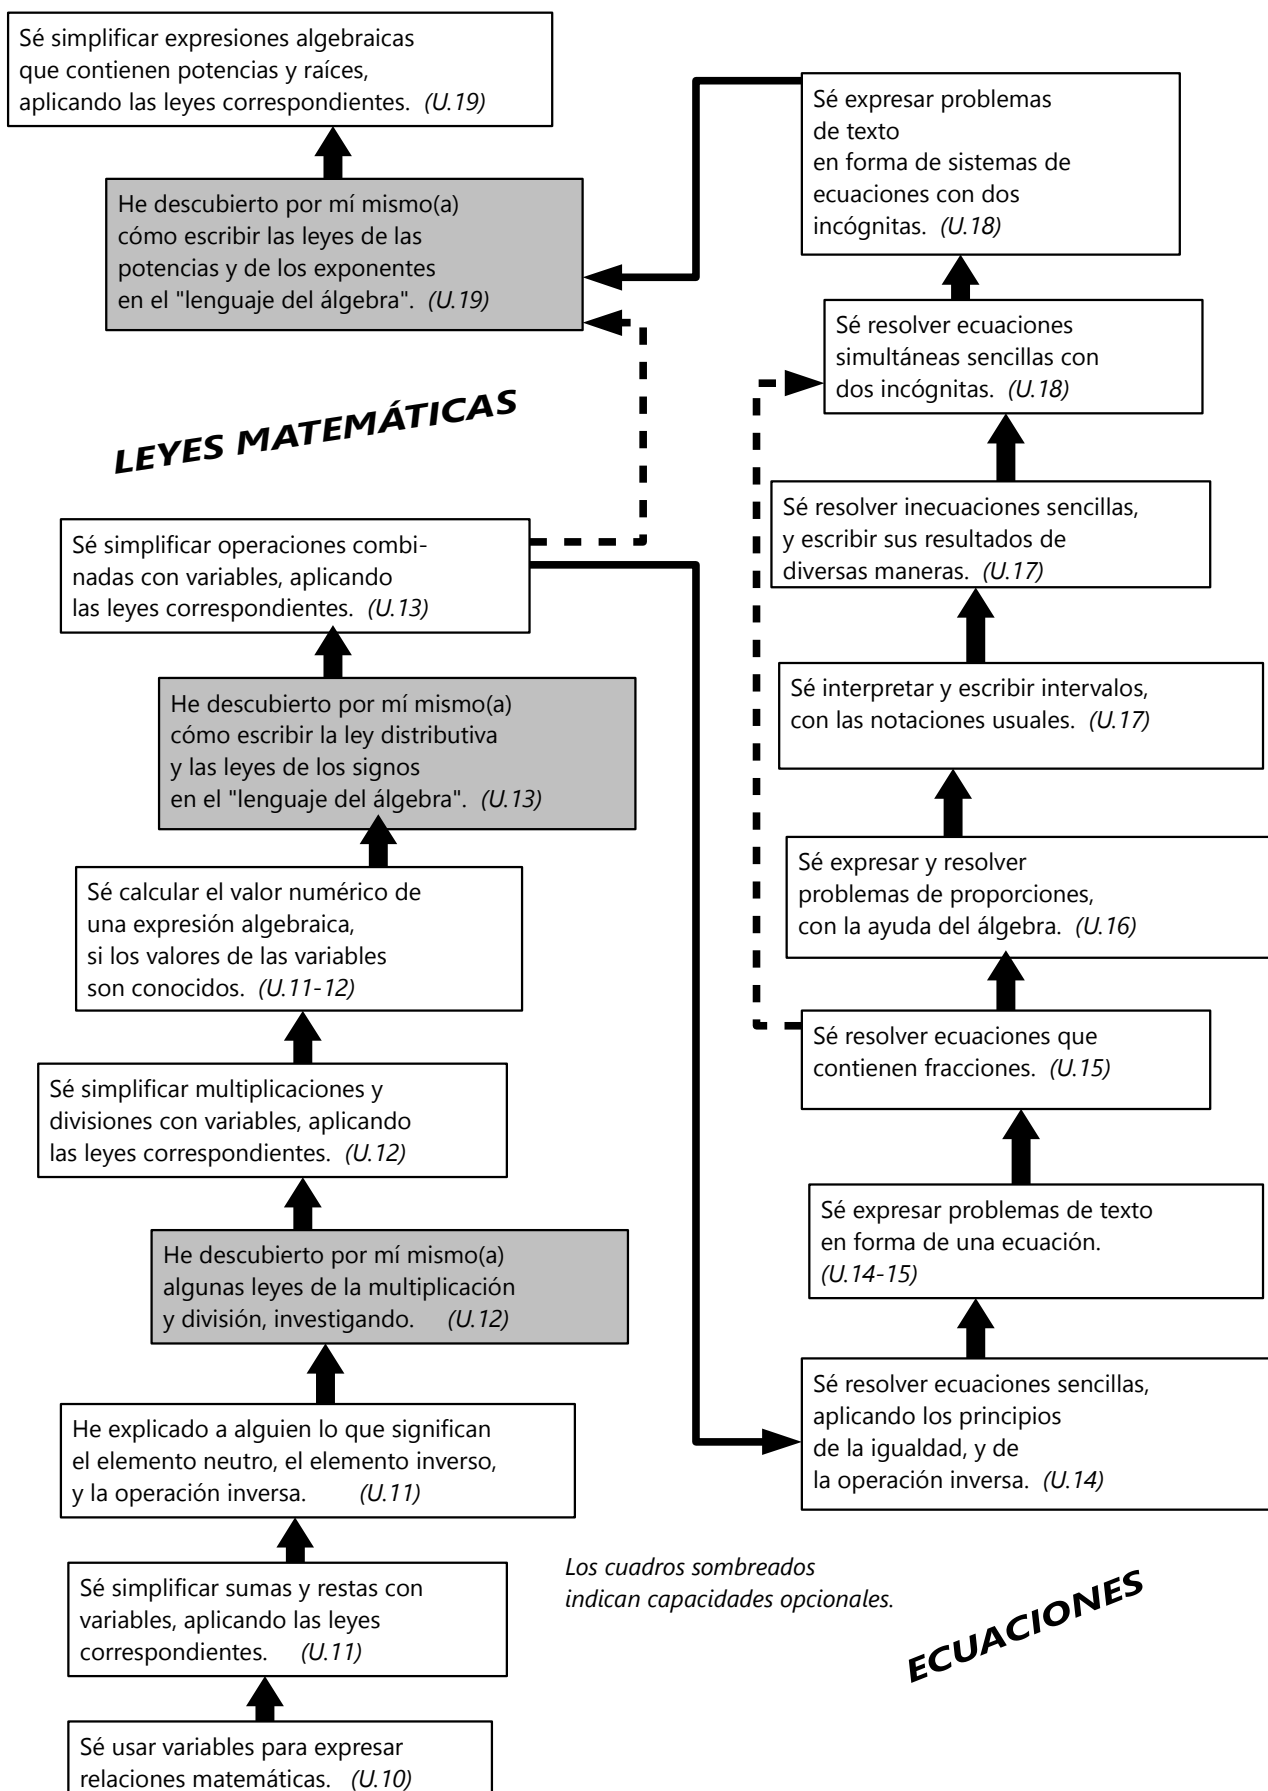 Sé simplificar expresiones algebraicas
que contienen potencias y raíces,
aplicando las leyes correspondientes. (U.19)
He descubierto por mí mismo(a)
cómo escribir las leyes de las
potencias y de los exponentes
en el "lenguaje del álgebra". (U.19)
LEYES MATEMÁTICAS
Sé simplificar operaciones combi-
nadas con variables, aplicando
las leyes correspondientes. (U.13)
He descubierto por mí mismo(a)
cómo escribir la ley distributiva
y las leyes de los signos
en el "lenguaje del álgebra". (U.13)
Sé calcular el valor numérico de
una expresión algebraica,
si los valores de las variables
son conocidos. (U.11-12)
Sé simplificar multiplicaciones y
divisiones con variables, aplicando
las leyes correspondientes. (U.12)
He descubierto por mí mismo(a)
algunas leyes de la multiplicación
y división, investigando. (U.12)
He explicado a alguien lo que significan
el elemento neutro, el elemento inverso,
y la operación inversa. (U.11)
Sé simplificar sumas y restas con
variables, aplicando las leyes
correspondientes. (U.11)
Sé usar variables para expresar
relaciones matemáticas. (U.10)
Sé expresar problemas
de texto
en forma de sistemas de
ecuaciones con dos
incógnitas. (U.18)
Sé resolver ecuaciones
simultáneas sencillas con
dos incógnitas. (U.18)
Sé resolver inecuaciones sencillas,
y escribir sus resultados de
diversas maneras. (U.17)
Sé interpretar y escribir intervalos,
con las notaciones usuales. (U.17)
Sé expresar y resolver
problemas de proporciones,
con la ayuda del álgebra. (U.16)
Sé resolver ecuaciones que
contienen fracciones. (U.15)
Sé expresar problemas de texto
en forma de una ecuación.
(U.14-15)
Sé resolver ecuaciones sencillas,
aplicando los principios
de la igualdad, y de
la operación inversa. (U.14)
Los cuadros sombreados
indican capacidades opcionales.
ECUACIONES